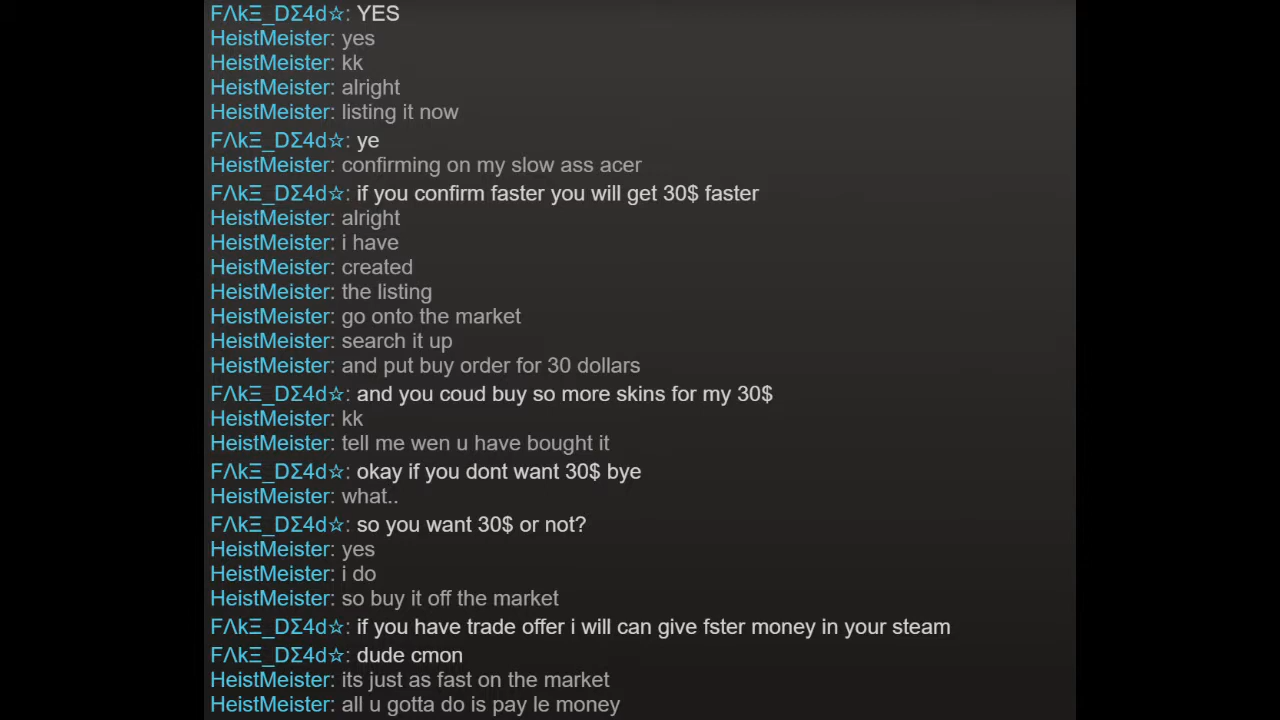 FΛkΞ_DΣ4d☆: YES
HeistMeister: yes
HeistMeister: kk
HeistMeister: alright
HeistMeister: listing it now
FΛkΞ_DΣ4d☆: ye
HeistMeister: confirming on my slow ass acer
FΛkΞ_DΣ4d☆: if you confirm faster you will get 30$ faster
HeistMeister: alright
HeistMeister: i have
HeistMeister: created
HeistMeister: the listing
HeistMeister: go onto the market
HeistMeister: search it up
HeistMeister: and put buy order for 30 dollars
FΛkΞ_DΣ4d☆: and you coud buy so more skins for my 30$
HeistMeister: kk
HeistMeister: tell me wen u have bought it
FΛkΞ_DΣ4d☆: okay if you dont want 30$ bye
HeistMeister: what..
FΛkΞ_DΣ4d☆: so you want 30$ or not?
HeistMeister: yes
HeistMeister: i do
HeistMeister: so buy it off the market
FΛkΞ_DΣ4d☆: if you have trade offer i will can give fster money in your steam
FΛkΞ_DΣ4d☆: dude cmon
HeistMeister: its just as fast on the market
HeistMeister: all u gotta do is pay le money